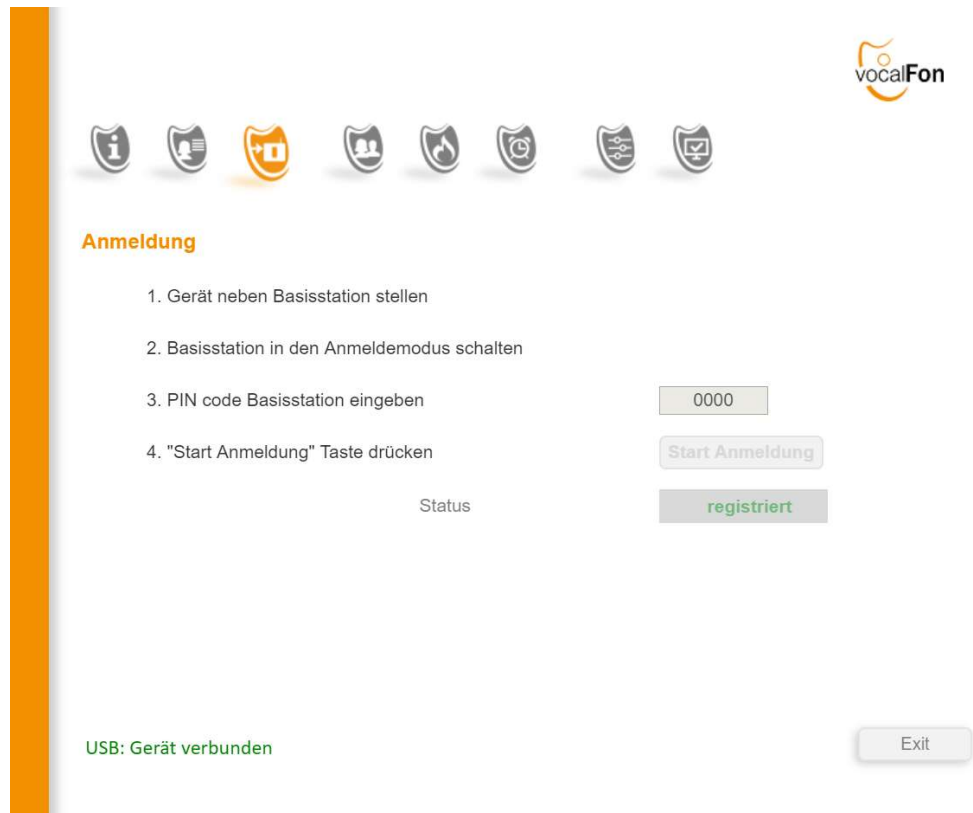 vocalFon
Anmeldung
1. Gerät neben Basisstation stellen
2. Basisstation in den Anmeldemodus schalten
3. PIN code Basisstation eingeben
0000
4. "Start Anmeldung" Taste drücken
Start Anmeldung
Status
registriert
USB: Gerät verbunden
Exit